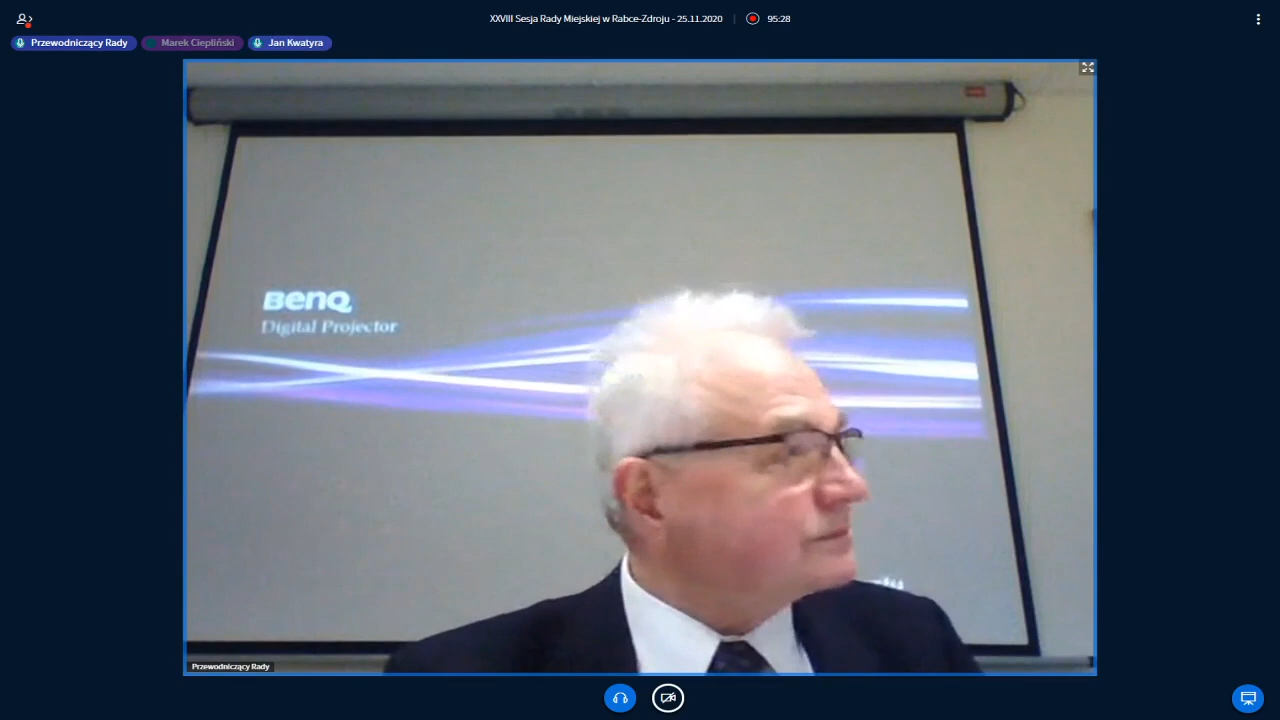 XXVIII Sesja Rady Miejskiej w Rabce-Zdroju - 25.11.2020 | 95:28
Przewodniczący Rady Marek Ciepliński Jan Kwatyra
BenQ
Digital Projector
Przewodniczący Rady